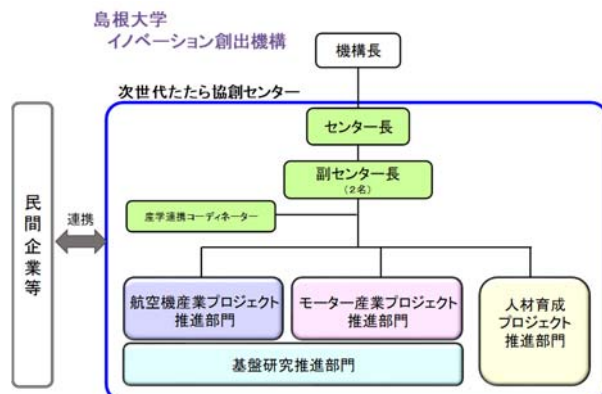 島根大学
イノベーション創出機構
機構長
次世代たたら協創センター
センター長
副センター長
（２名）
産学連携コーディネーター
民間企業等
連携
航空機産業プロジェクト
推進部門
モーター産業プロジェクト
推進部門
人材育成
プロジェクト
推進部門
基盤研究推進部門